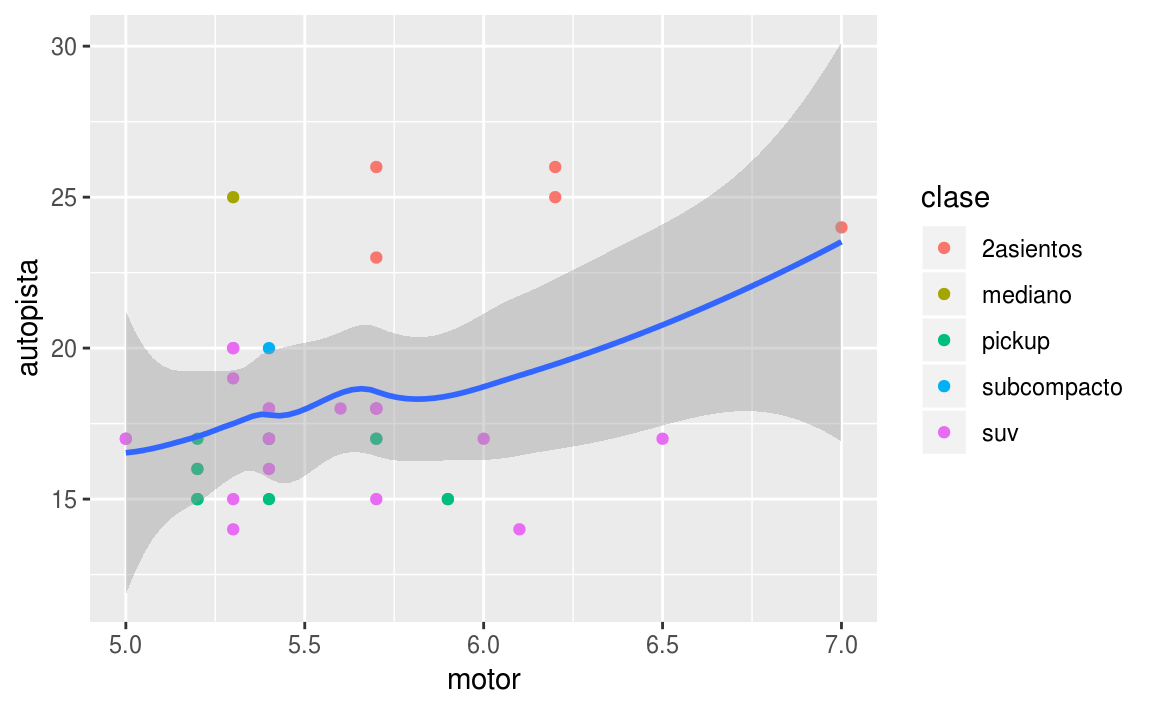 30
25
20
15
autopista
5.0 5.5 6.0 6.5 7.0
motor
clase
2asientos
mediano
pickup
subcompacto
suv